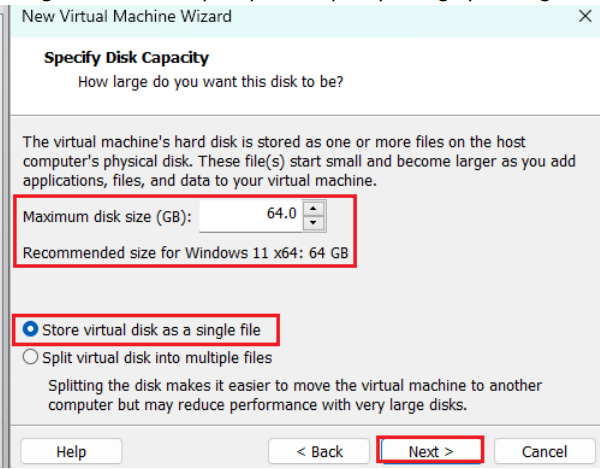 New Virtual Machine Wizard
Specify Disk Capacity
How large do you want this disk to be?
The virtual machine's hard disk is stored as one or more files on the host
computer's physical disk. These file(s) start small and become larger as you add
applications, files, and data to your virtual machine.
Maximum disk size (GB): 64.0
Recommended size for Windows 11 x64: 64 GB
Store virtual disk as a single file
Split virtual disk into multiple files
Splitting the disk makes it easier to move the virtual machine to another
computer but may reduce performance with very large disks.
Help < Back Next > Cancel